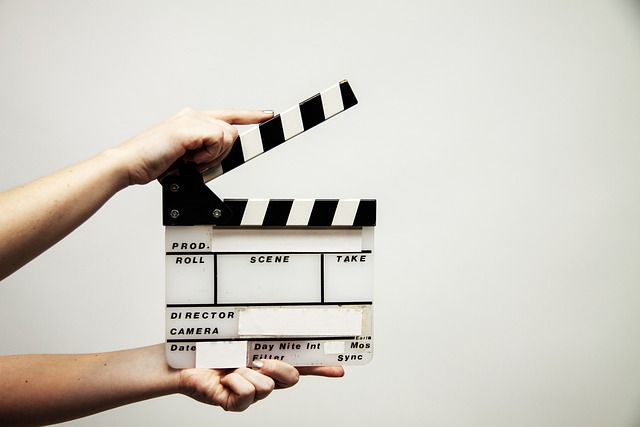 PROD.
ROLL SCENE TAKE
DIRECTOR
CAMERA
Date Day Nite Int Mos
Filter Sync